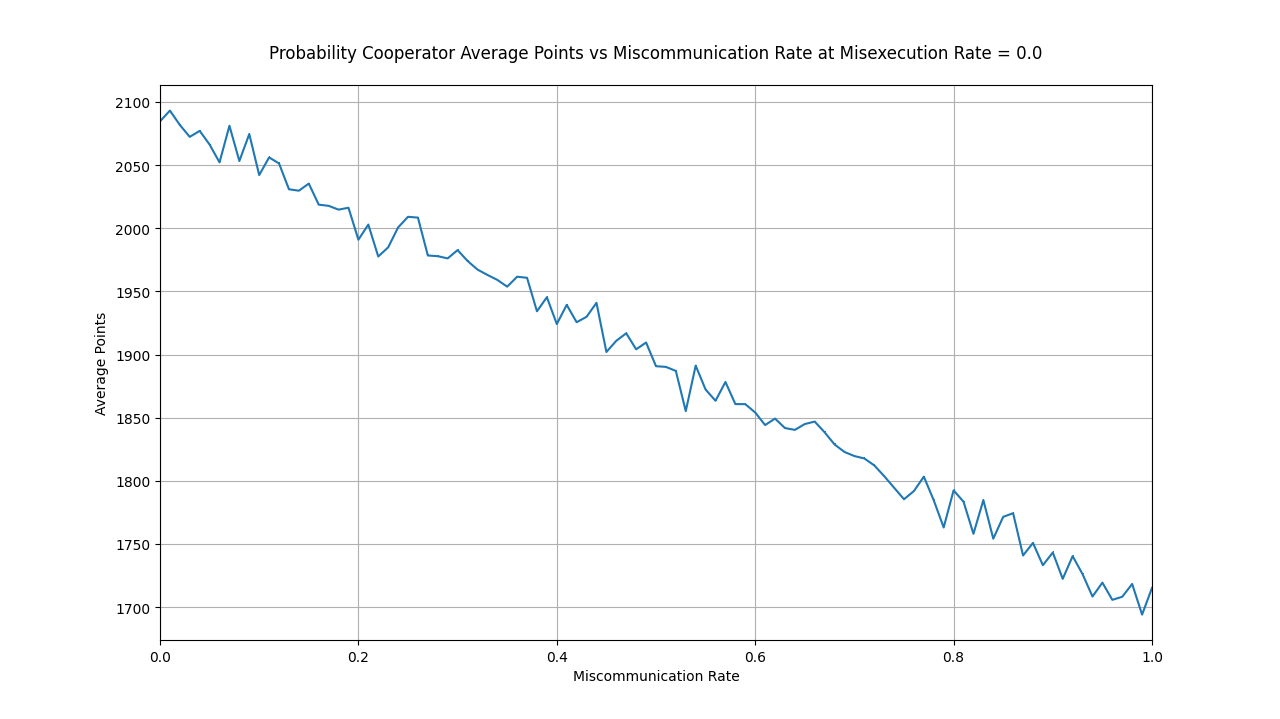 Probability Cooperator Average Points vs Miscommunication Rate at Misexecution Rate = 0.0
2100
2050
2000
1950
1900
1850
1800
1750
1700
Average Points
0.0 0.2 0.4 0.6 0.8 1.0
Miscommunication Rate